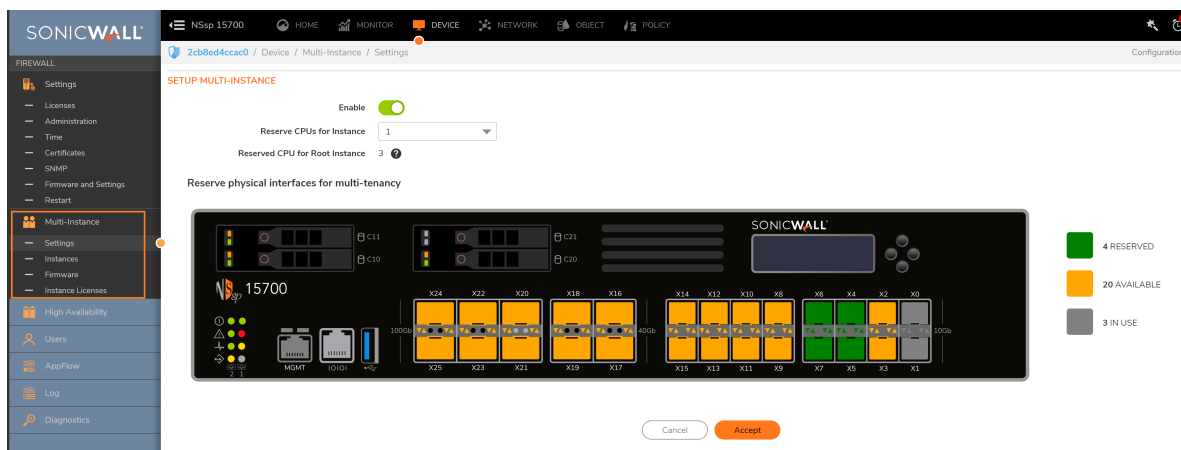 SONICWALL
NSsp 15700 HOME MONITOR DEVICE NETWORK OBJECT POLICY
2cb8ed4ccac0 / Device / Multi-Instance / Settings
Configuration
FIREWALL
Settings
Licenses
Administration
Time
Certificates
SNMP
Firmware and Settings
Restart
Multi-Instance
Settings
Instances
Firmware
Instance Licenses
High Availability
Users
AppFlow
Log
Diagnostics
SETUP MULTI-INSTANCE
Enable
Reserve CPUs for Instance 1
Reserved CPU for Root Instance 3 ?
Reserve physical interfaces for multi-tenancy
SONICWALL
C11 C21
C10 C20
NSsp 15700
X24 X22 X20 X18 X16 X14 X12 X10 X8 X6 X4 X2 X0
100Gb 40Gb 10Gb
X25 X23 X21 X19 X17 X15 X13 X11 X9 X7 X5 X3 X1
MGMT IOIOI
2 1
4 RESERVED
20 AVAILABLE
3 IN USE
Cancel Accept